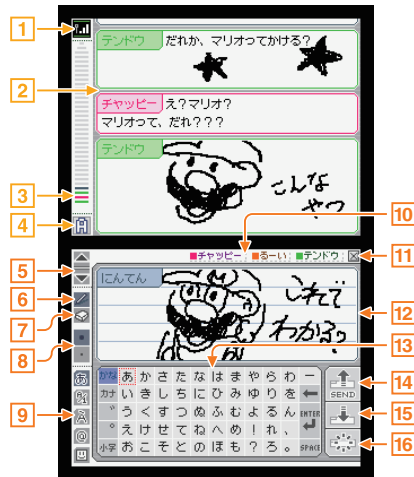 1
テンドウ だれか、マリオってかける?
2
チャッピー え?マリオ?
マリオって、だれ???
テンドウ
こんな
やつ
3
4 A
10
■チャッピー ■るーい ■テンドウ 11
5
にんてん
これで
わかる?
6
7
8
12
13
かな あ か さ た な は ま や ら わ ー
カナ い き し ち に ひ み ゆ り を ←
゛ う く す つ ぬ ふ む よ る ん ENTER
゜ え け せ て ね へ め ! れ 、
小字 お こ そ と の ほ も ? ろ 。 SPACE
あ
9
@
SEND
14
15
16